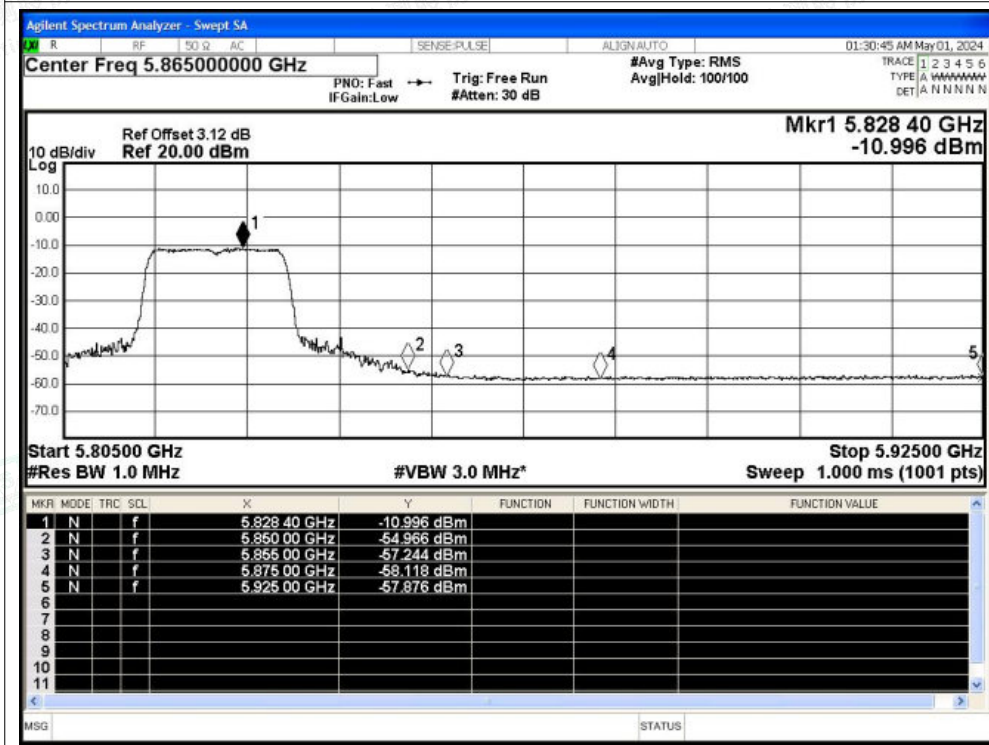 Agilent Spectrum Analyzer - Swept SA
LXI R RF 50 Ω AC SENSE:PULSE ALIGN AUTO 01:30:45 AM May 01, 2024
Center Freq 5.865000000 GHz #Avg Type: RMS TRACE 1 2 3 4 5 6
PNO: Fast Trig: Free Run Avg|Hold: 100/100 TYPE A
IFGain:Low #Atten: 30 dB DET A N N N N N
Mkr1 5.828 40 GHz
Ref Offset 3.12 dB
10 dB/div Ref 20.00 dBm -10.996 dBm
Log
10.0
0.00
1
-10.0
-20.0
-30.0
-40.0
-50.0 2 3 4 5
-60.0
-70.0
Start 5.80500 GHz Stop 5.92500 GHz
#Res BW 1.0 MHz #VBW 3.0 MHz* Sweep 1.000 ms (1001 pts)
MKR MODE TRC SCL X Y FUNCTION FUNCTION WIDTH FUNCTION VALUE
1 N f 5.828 40 GHz -10.996 dBm
2 N f 5.850 00 GHz -54.966 dBm
3 N f 5.855 00 GHz -57.244 dBm
4 N f 5.875 00 GHz -58.118 dBm
5 N f 5.925 00 GHz -57.876 dBm
6
7
8
9
10
11
MSG STATUS